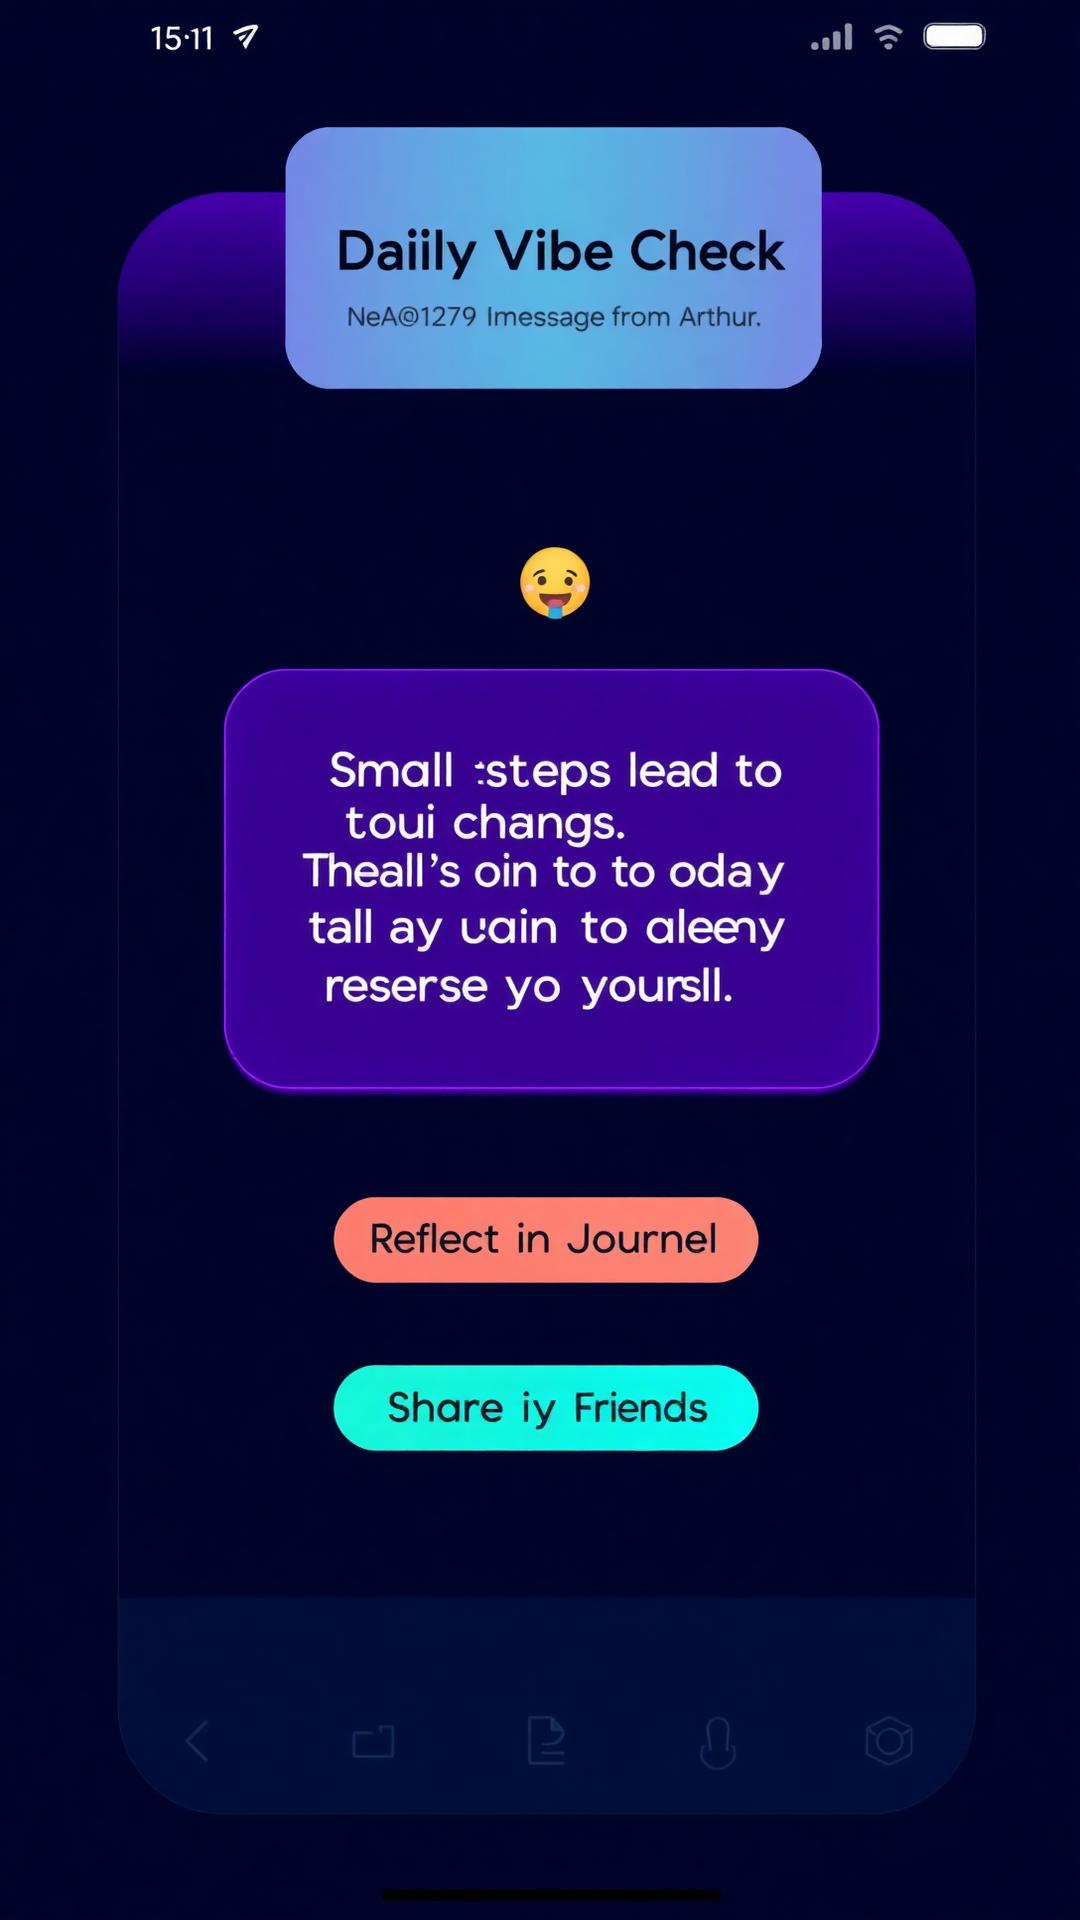 15:11
Daiily Vibe Check
NeA@1279 Imessage from Arthur.
Small :steps lead to
toui changs.
Theall's oin to to oday
tall ay uain to aleeny
reserse yo yoursll.
Reflect in Journel
Share iy Friends